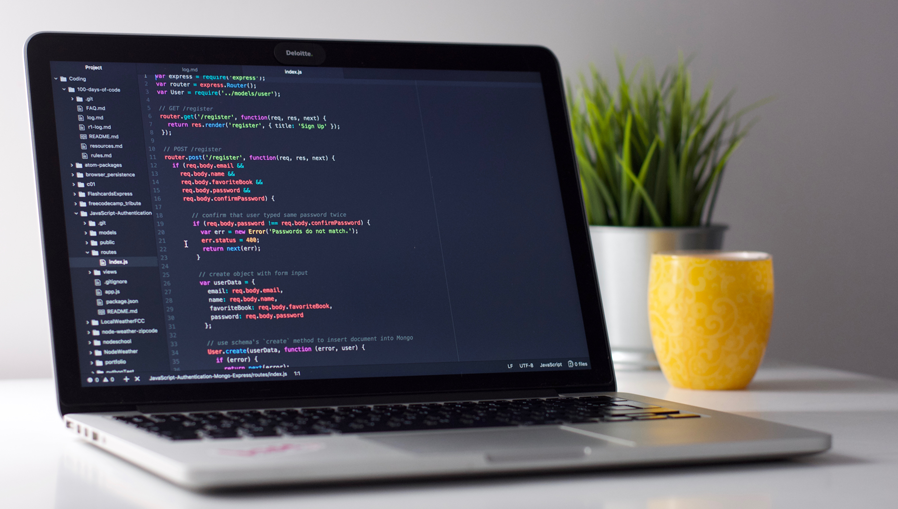 Deloitte.
Project
log.md
index.js
Coding
100-days-of-code
.git
FAQ.md
log.md
r1-log.md
README.md
resources.md
rules.md
atom-packages
browser_persistence
c01
FlashcardsExpress
freecodecamp_tribute
JavaScript-Authentication
.git
models
public
routes
index.js
views
.gitignore
app.js
package.json
README.md
LocalWeatherFCC
node-weather-zipcode
nodeschool
NodeWeather
portfolio
pythonTest
1 var express = require('express');
2 var router = express.Router();
3 var User = require('../models/user');
5
6 // GET /register
7 router.get('/register', function(req, res, next) {
8 return res.render('register', { title: 'Sign Up' });
9 });
10 // POST /register
11 router.post('/register', function(req, res, next) {
12 if (req.body.email &&
13 req.body.name &&
14 req.body.favoriteBook &&
15 req.body.password &&
16 req.body.confirmPassword) {
17
18 // confirm that user typed same password twice
19 if (req.body.password !== req.body.confirmPassword) {
20 var err = new Error('Passwords do not match.');
21 err.status = 400;
22 return next(err);
23 }
24
25 // create object with form input
26 var userData = {
27 email: req.body.email,
28 name: req.body.name,
29 favoriteBook: req.body.favoriteBook,
30 password: req.body.password
31 };
32
33 // use schema's `create` method to insert document into Mongo
34 User.create(userData, function (error, user) {
35 if (error) {
return next(error);
0 0 JavaScript-Authentication-Mongo-Express/routes/index.js 1:1 LF UTF-8 JavaScript 0 files